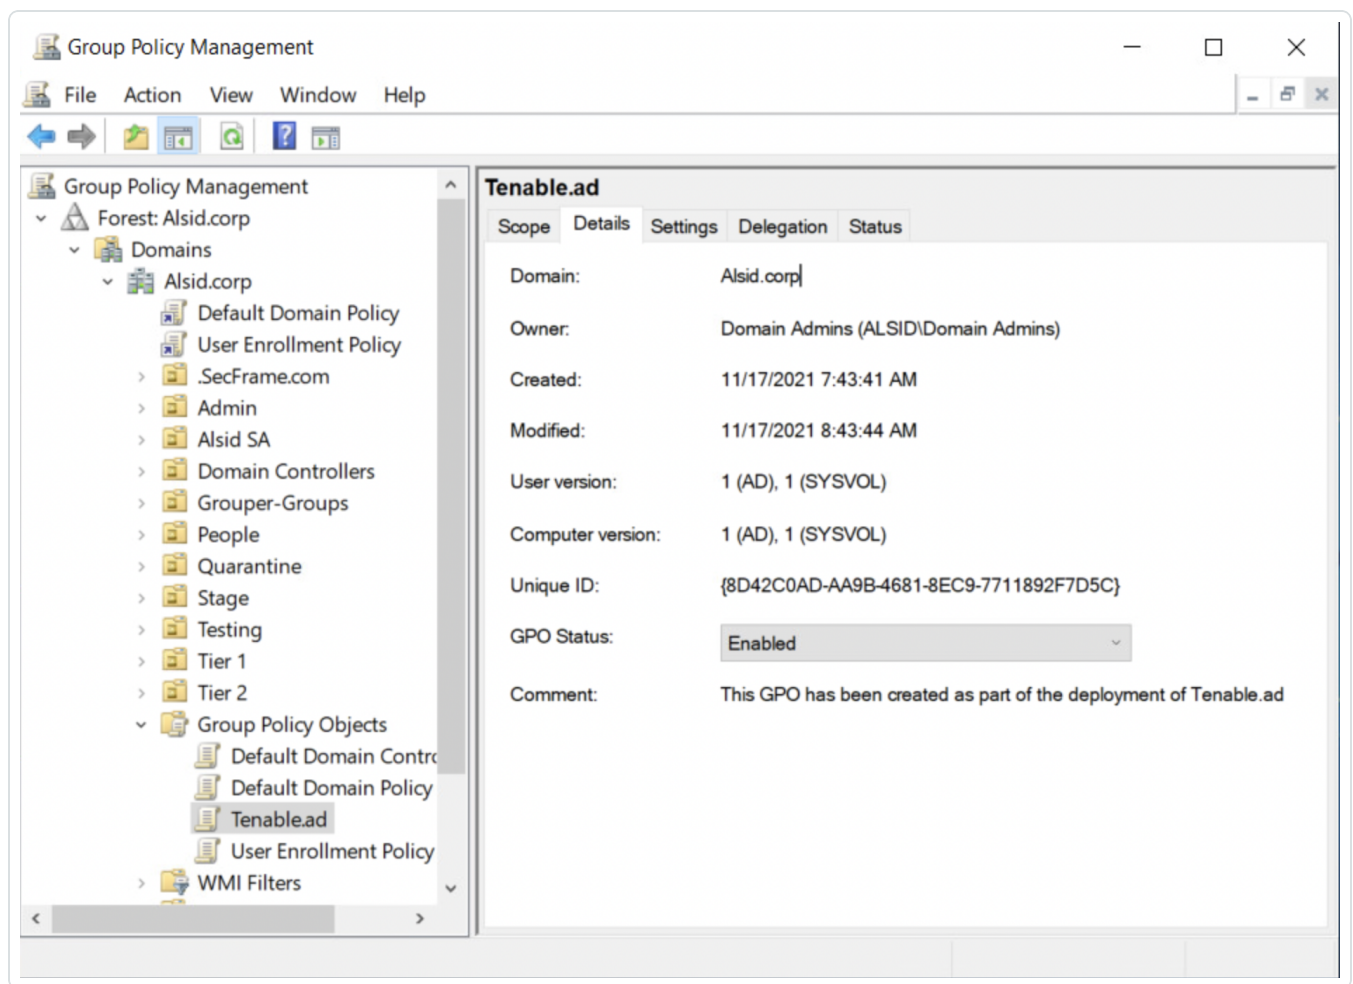 Group Policy Management
File Action View Window Help
Group Policy Management
Forest: Alsid.corp
Domains
Alsid.corp
Default Domain Policy
User Enrollment Policy
.SecFrame.com
Admin
Alsid SA
Domain Controllers
Grouper-Groups
People
Quarantine
Stage
Testing
Tier 1
Tier 2
Group Policy Objects
Default Domain Contro
Default Domain Policy
Tenable.ad
User Enrollment Policy
WMI Filters
Tenable.ad
Scope Details Settings Delegation Status
Domain: Alsid.corp
Owner: Domain Admins (ALSID\Domain Admins)
Created: 11/17/2021 7:43:41 AM
Modified: 11/17/2021 8:43:44 AM
User version: 1 (AD), 1 (SYSVOL)
Computer version: 1 (AD), 1 (SYSVOL)
Unique ID: {8D42C0AD-AA9B-4681-8EC9-7711892F7D5C}
GPO Status: Enabled
Comment: This GPO has been created as part of the deployment of Tenable.ad